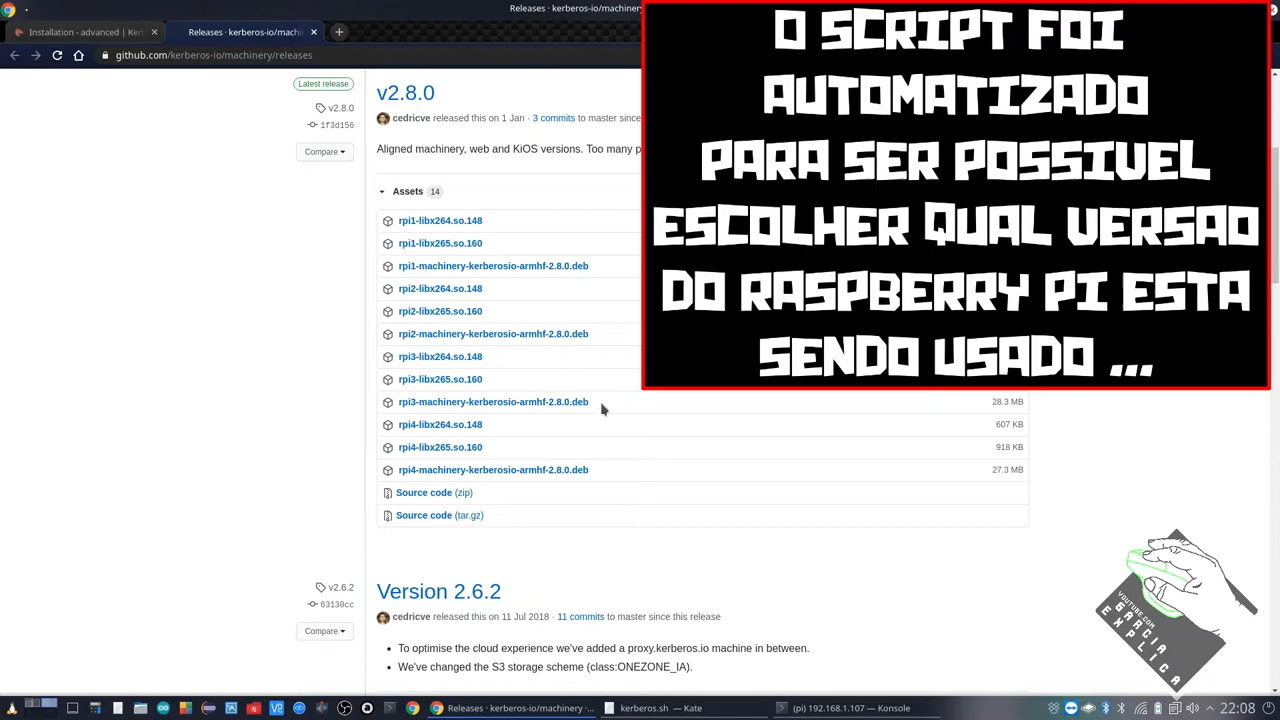 Releases · kerberos-io/machinery
Installation - advanced | Ker
Releases · kerberos-io/machi
github.com/kerberos-io/machinery/releases
O SCRIPT FOI
AUTOMATIZADO
PARA SER POSSIVEL
ESCOLHER QUAL VERSAO
DO RASPBERRY PI ESTA
SENDO USADO ...
Latest release
v2.8.0
1f3d156
Compare
v2.8.0
cedricve released this on 1 Jan · 3 commits to master since
Aligned machinery, web and KiOS versions. Too many p
Assets 14
rpi1-libx264.so.148
rpi1-libx265.so.160
rpi1-machinery-kerberosio-armhf-2.8.0.deb
rpi2-libx264.so.148
rpi2-libx265.so.160
rpi2-machinery-kerberosio-armhf-2.8.0.deb
rpi3-libx264.so.148
rpi3-libx265.so.160
rpi3-machinery-kerberosio-armhf-2.8.0.deb 28.3 MB
rpi4-libx264.so.148 607 KB
rpi4-libx265.so.160 918 KB
rpi4-machinery-kerberosio-armhf-2.8.0.deb 27.3 MB
Source code (zip)
Source code (tar.gz)
v2.6.2
63130cc
Compare
Version 2.6.2
cedricve released this on 11 Jul 2018 · 11 commits to master since this release
• To optimise the cloud experience we've added a proxy.kerberos.io machine in between.
• We've changed the S3 storage scheme (class:ONEZONE_IA).
YOUTUBE.COM
EGARCIA
EXPLICA
Releases · kerberos-io/machinery ·...
kerberos.sh — Kate
(pi) 192.168.1.107 — Konsole
22:08